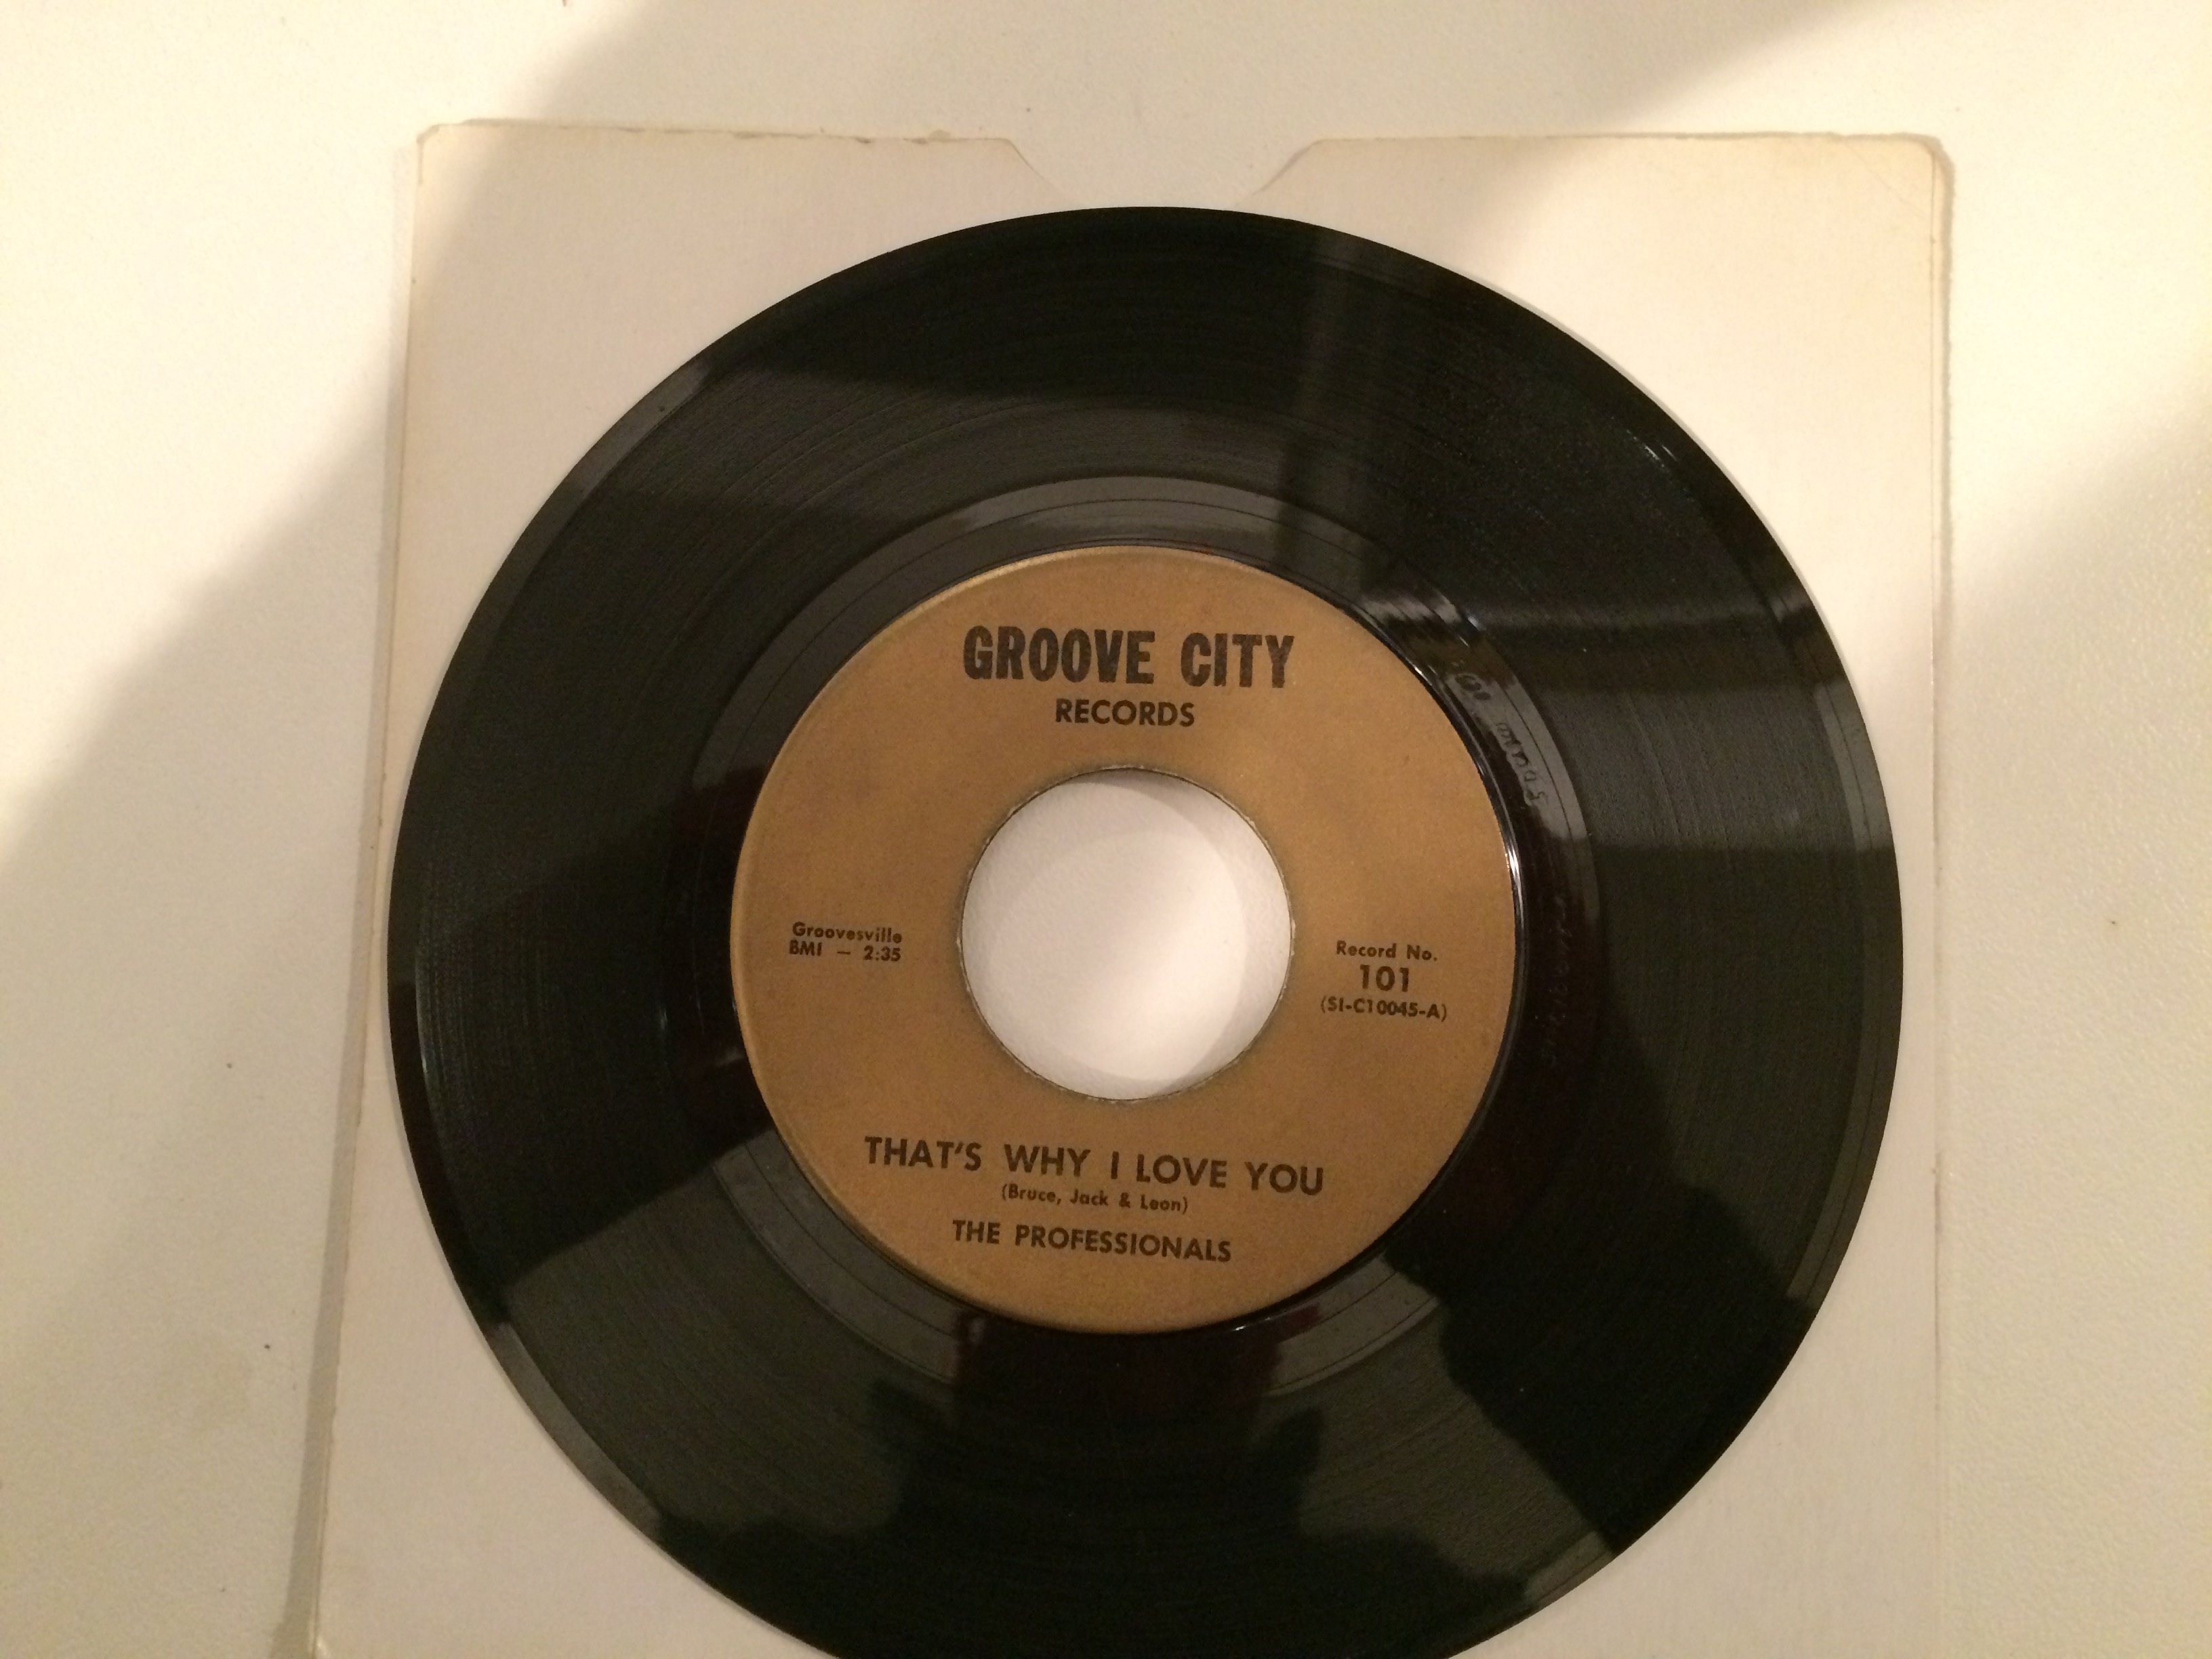 GROOVE CITY
RECORDS
Groovesville
BMI — 2:35
Record No.
101
(SI-C10045-A)
THAT'S WHY I LOVE YOU
(Bruce, Jack & Leon)
THE PROFESSIONALS